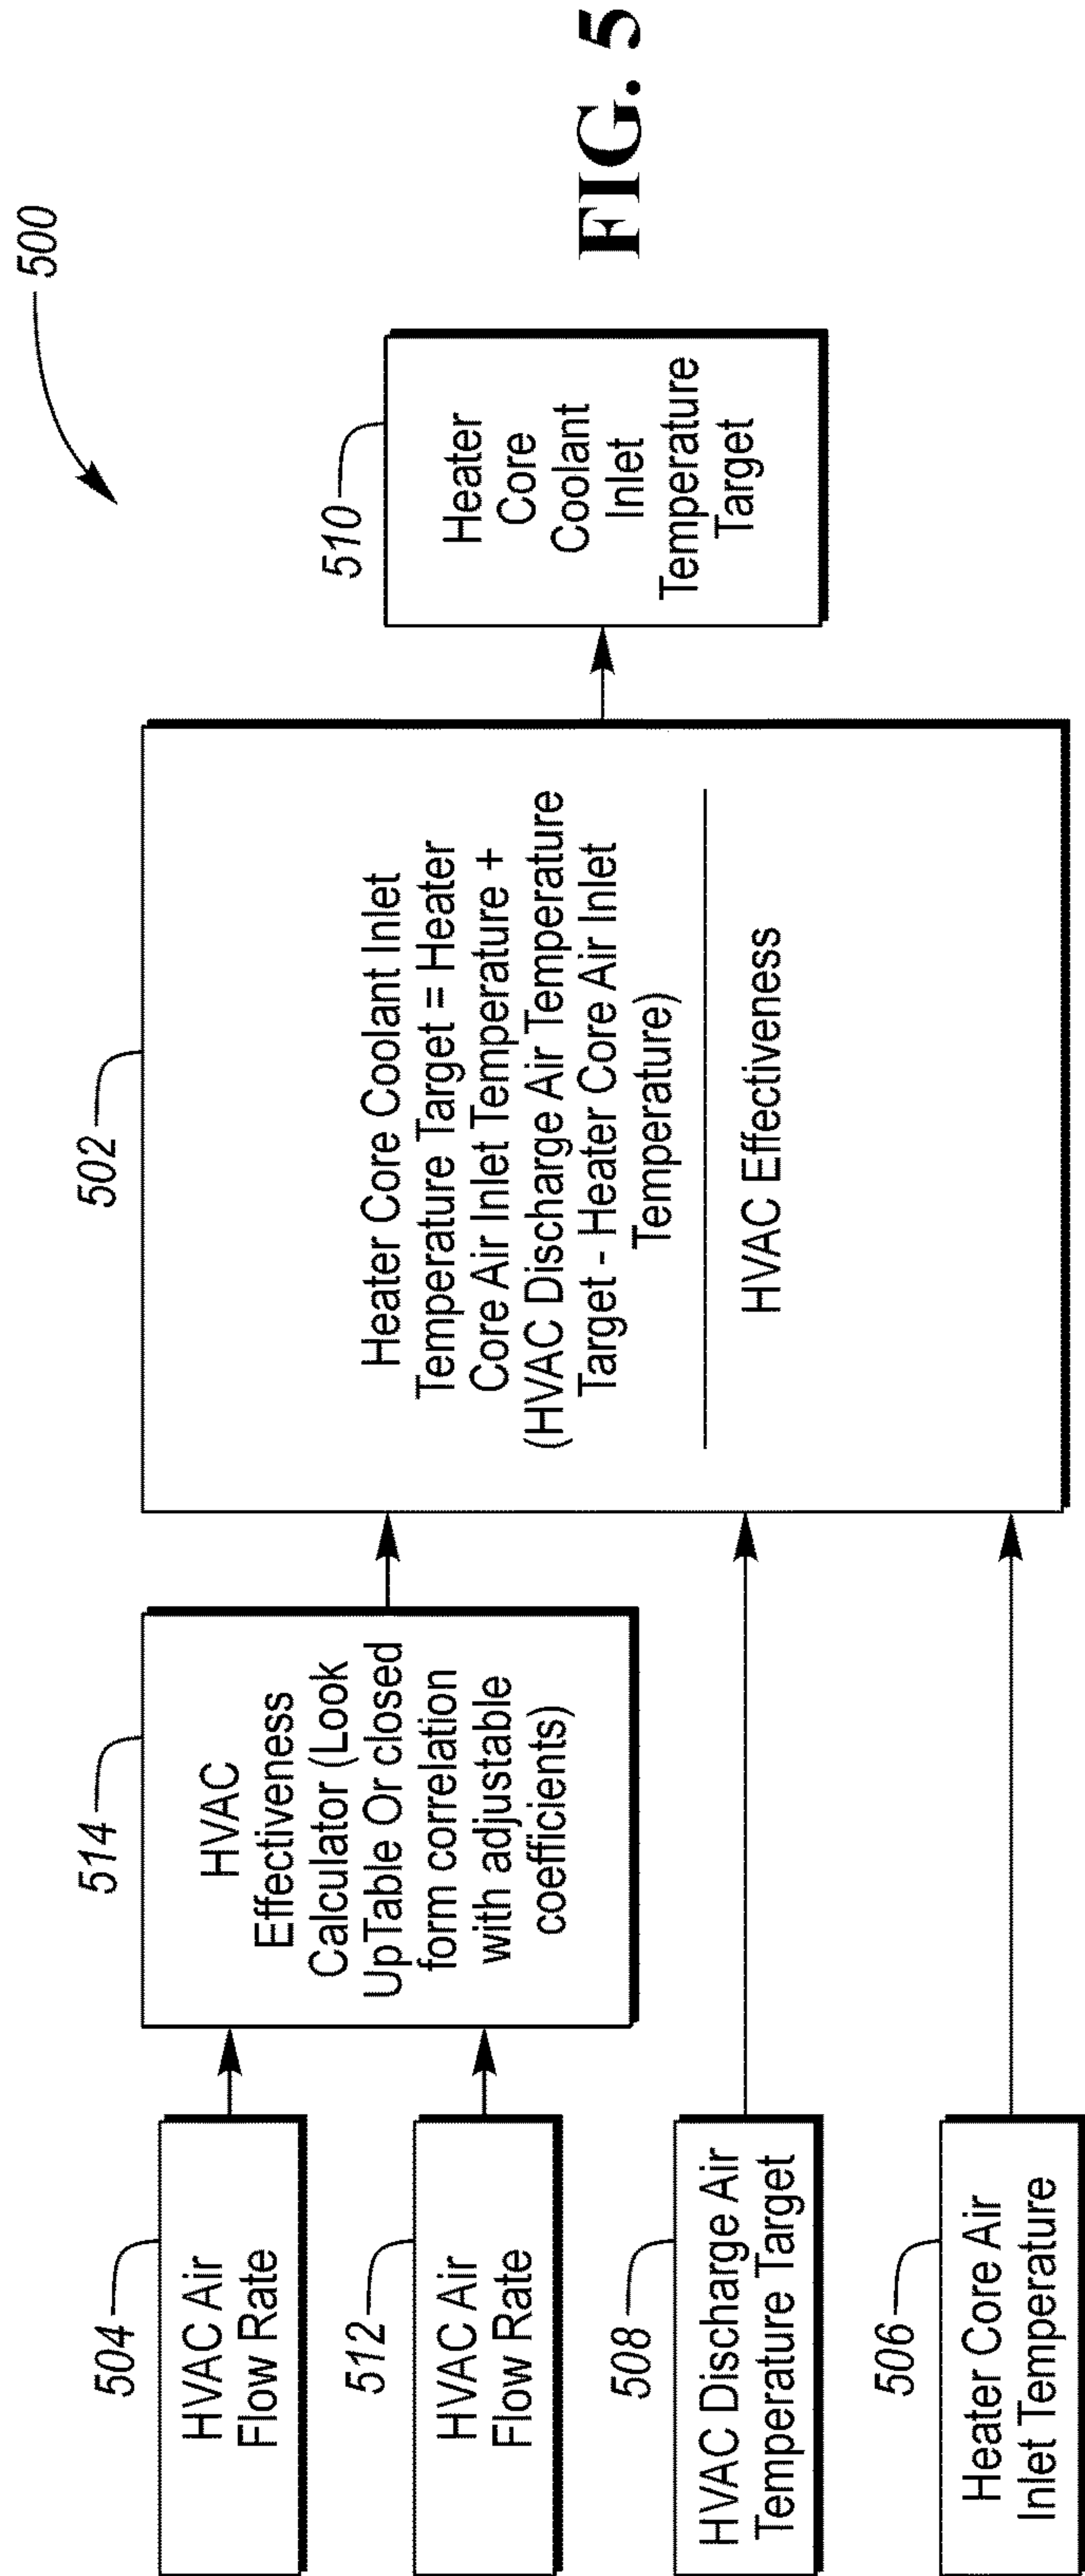 500
504
HVAC Air
Flow Rate
512
HVAC Air
Flow Rate
508
HVAC Discharge Air
Temperature Target
506
Heater Core Air
Inlet Temperature
514
HVAC
Effectiveness
Calculator (Look
UpTable Or closed
form correlation
with adjustable
coefficients)
502
Heater Core Coolant Inlet
Temperature Target = Heater
Core Air Inlet Temperature +
(HVAC Discharge Air Temperature
Target - Heater Core Air Inlet
Temperature)
HVAC Effectiveness
510
Heater
Core
Coolant
Inlet
Temperature
Target
FIG. 5